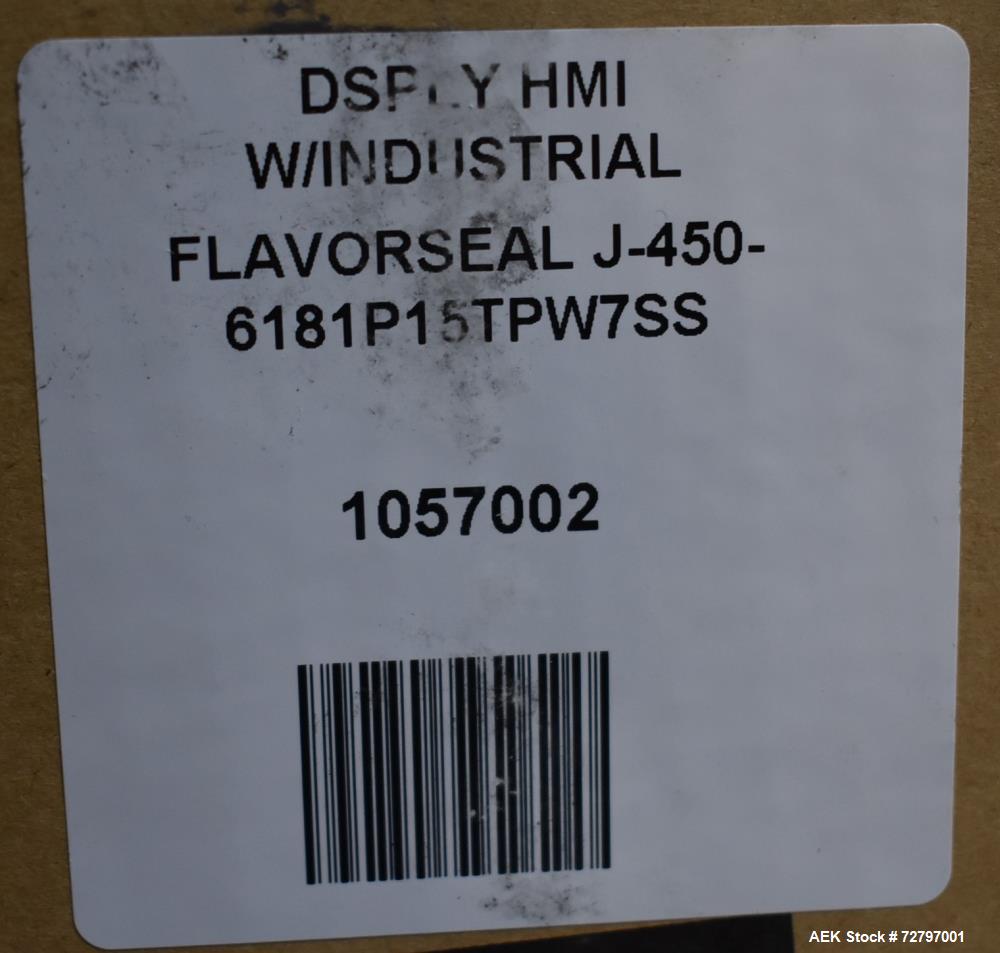 DSPLY HMI
W/INDUSTRIAL
FLAVORSEAL J-450-
6181P15TPW7SS
1057002
AEK Stock # 72797001